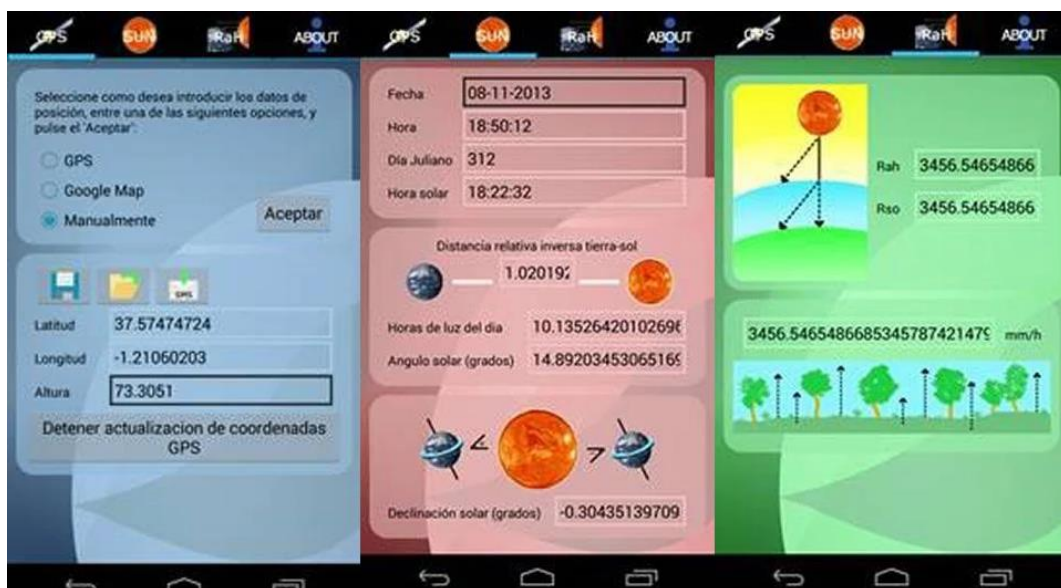 GPS SUN RaH ABOUT
Seleccione como desea introducir los datos de
posición, entre una de las siguientes opciones, y
pulse el 'Aceptar':
GPS
Google Map
Manualmente
Aceptar
GMS
Latitud 37.57474724
Longitud -1.21060203
Altura 73.3051
Detener actualizacion de coordenadas
GPS
GPS SUN RaH ABOUT
Fecha 08-11-2013
Hora 18:50:12
Día Juliano 312
Hora solar 18:22:32
Distancia relativa inversa tierra-sol
1.020192
Horas de luz del dia 10.13526420102696
Angulo solar (grados) 14.89203453065169
Declinación solar (grados) -0.30435139709
GPS SUN RaH ABOUT
Rah 3456.54654866
Rso 3456.54654866
3456.5465486685345787421479 mm/h